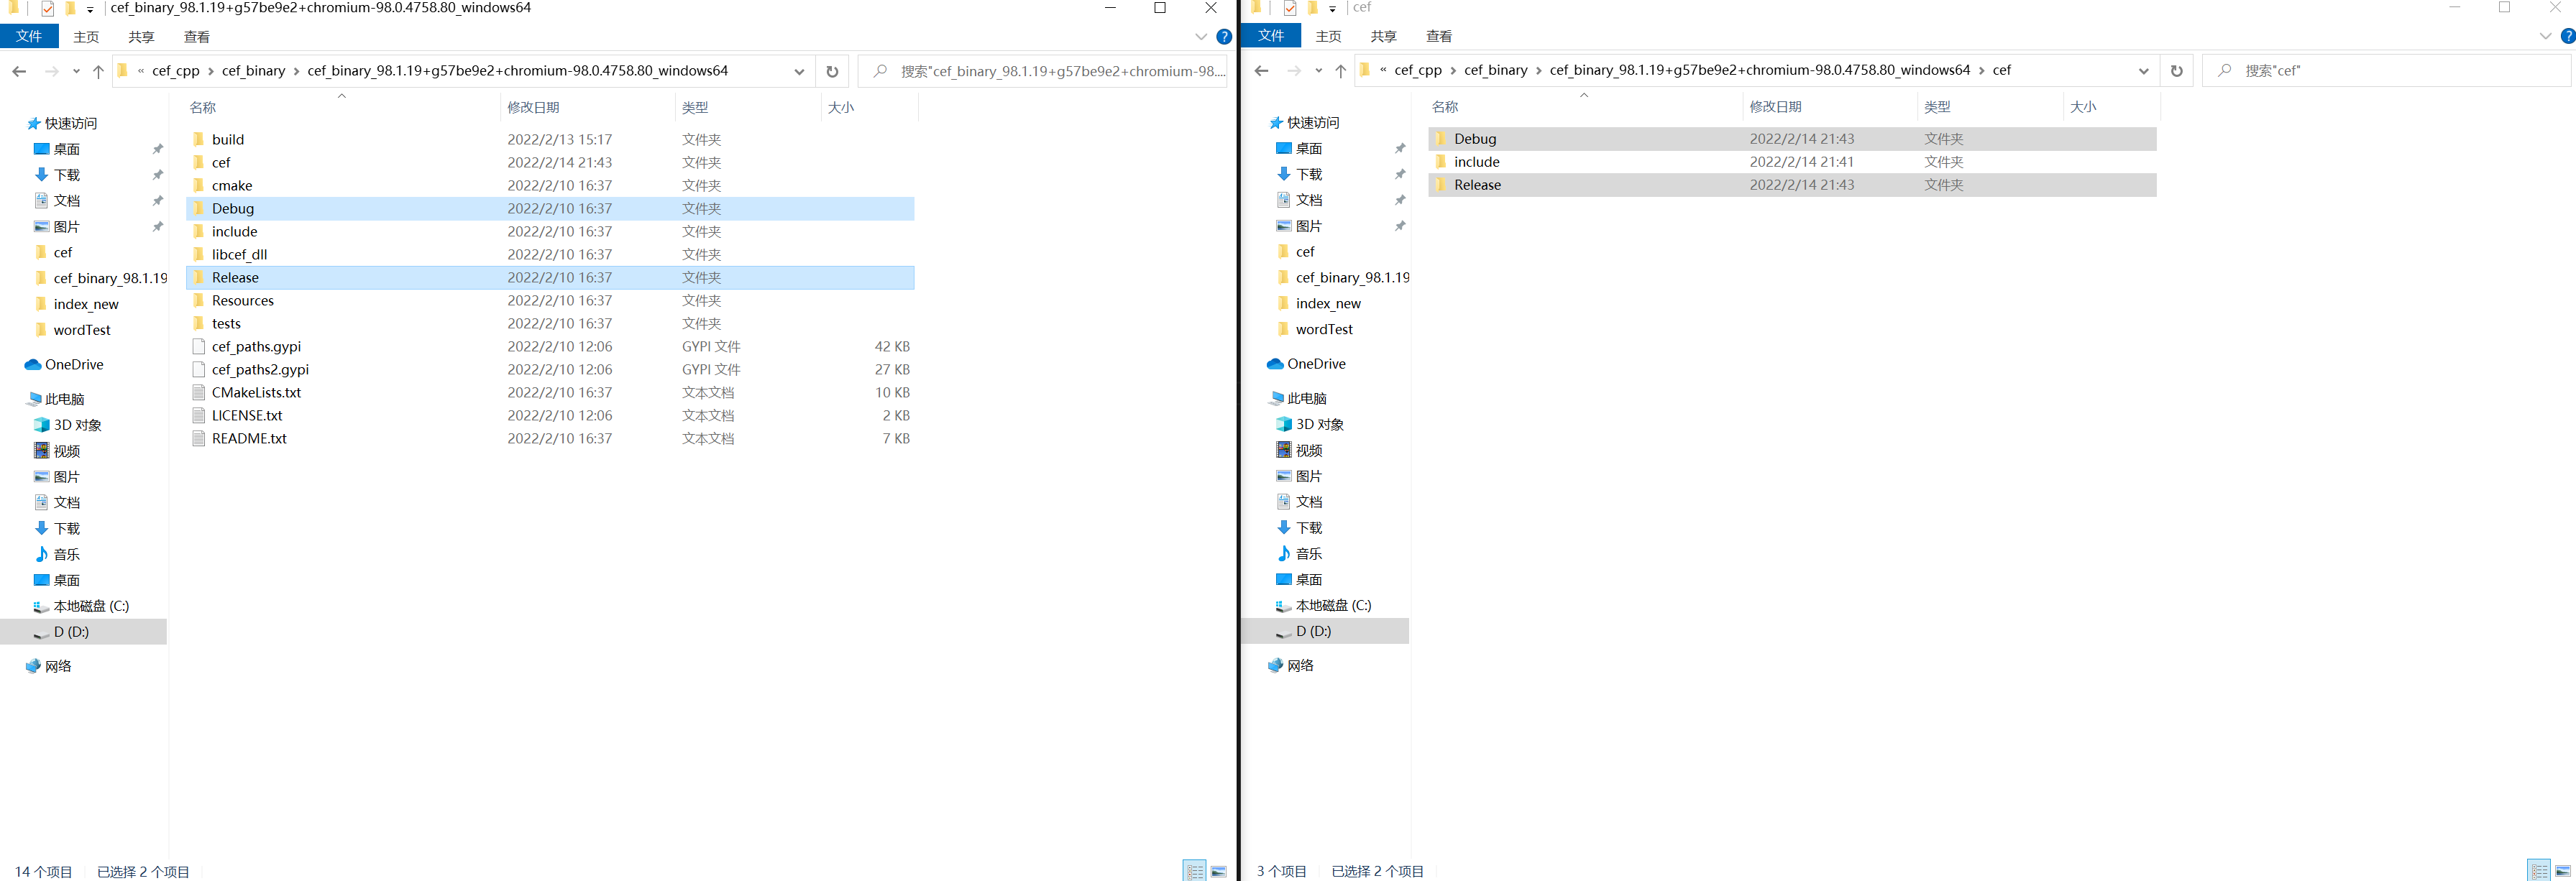 cef_binary_98.1.19+g57be9e2+chromium-98.0.4758.80_windows64
文件 主页 共享 查看
« cef_cpp › cef_binary › cef_binary_98.1.19+g57be9e2+chromium-98.0.4758.80_windows64
搜索"cef_binary_98.1.19+g57be9e2+chromium-98....
快速访问
桌面
下载
文档
图片
cef
cef_binary_98.1.19
index_new
wordTest
OneDrive
此电脑
3D 对象
视频
图片
文档
下载
音乐
桌面
本地磁盘 (C:)
D (D:)
网络
名称 修改日期 类型 大小
build 2022/2/13 15:17 文件夹
cef 2022/2/14 21:43 文件夹
cmake 2022/2/10 16:37 文件夹
Debug 2022/2/10 16:37 文件夹
include 2022/2/10 16:37 文件夹
libcef_dll 2022/2/10 16:37 文件夹
Release 2022/2/10 16:37 文件夹
Resources 2022/2/10 16:37 文件夹
tests 2022/2/10 16:37 文件夹
cef_paths.gypi 2022/2/10 12:06 GYPI 文件 42 KB
cef_paths2.gypi 2022/2/10 12:06 GYPI 文件 27 KB
CMakeLists.txt 2022/2/10 16:37 文本文档 10 KB
LICENSE.txt 2022/2/10 12:06 文本文档 2 KB
README.txt 2022/2/10 16:37 文本文档 7 KB
14 个项目 已选择 2 个项目
cef
文件 主页 共享 查看
« cef_cpp › cef_binary › cef_binary_98.1.19+g57be9e2+chromium-98.0.4758.80_windows64 › cef
搜索"cef"
快速访问
桌面
下载
文档
图片
cef
cef_binary_98.1.19
index_new
wordTest
OneDrive
此电脑
3D 对象
视频
图片
文档
下载
音乐
桌面
本地磁盘 (C:)
D (D:)
网络
名称 修改日期 类型 大小
Debug 2022/2/14 21:43 文件夹
include 2022/2/14 21:41 文件夹
Release 2022/2/14 21:43 文件夹
3 个项目 已选择 2 个项目